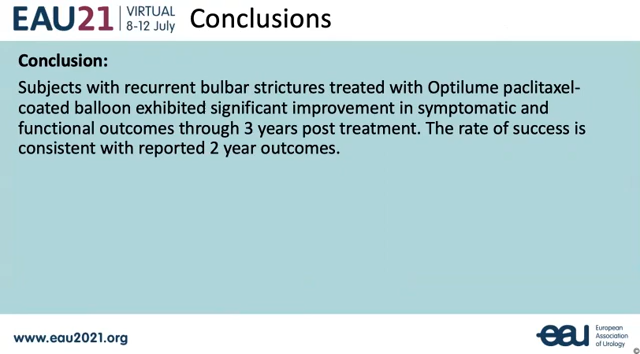 EAU21 VIRTUAL
8-12 July
Conclusions
Conclusion:
Subjects with recurrent bulbar strictures treated with Optilume paclitaxel-
coated balloon exhibited significant improvement in symptomatic and
functional outcomes through 3 years post treatment. The rate of success is
consistent with reported 2 year outcomes.
www.eau2021.org
eau European
Association
of Urology
©